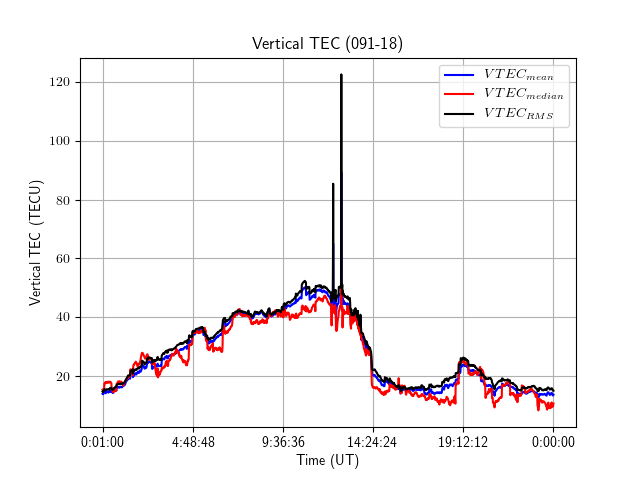 Vertical TEC (091-18)
120
100
80
60
40
20
Vertical TEC (TECU)
VTEC_mean
VTEC_median
VTEC_RMS
0:01:00 4:48:48 9:36:36 14:24:24 19:12:12 0:00:00
Time (UT)